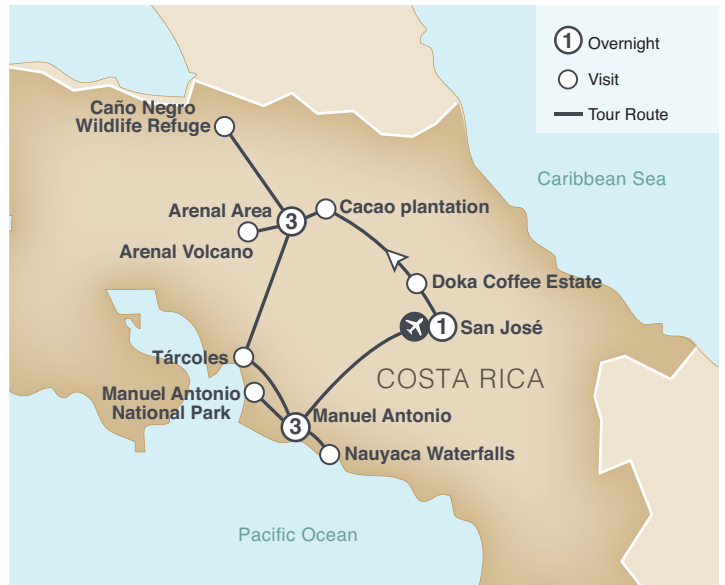 1 Overnight
Visit
Tour Route
Caño Negro
Wildlife Refuge
Caribbean Sea
Arenal Area
3
Cacao plantation
Arenal Volcano
Doka Coffee Estate
1
San José
Tárcoles
COSTA RICA
Manuel Antonio
National Park
3
Manuel Antonio
Nauyaca Waterfalls
Pacific Ocean